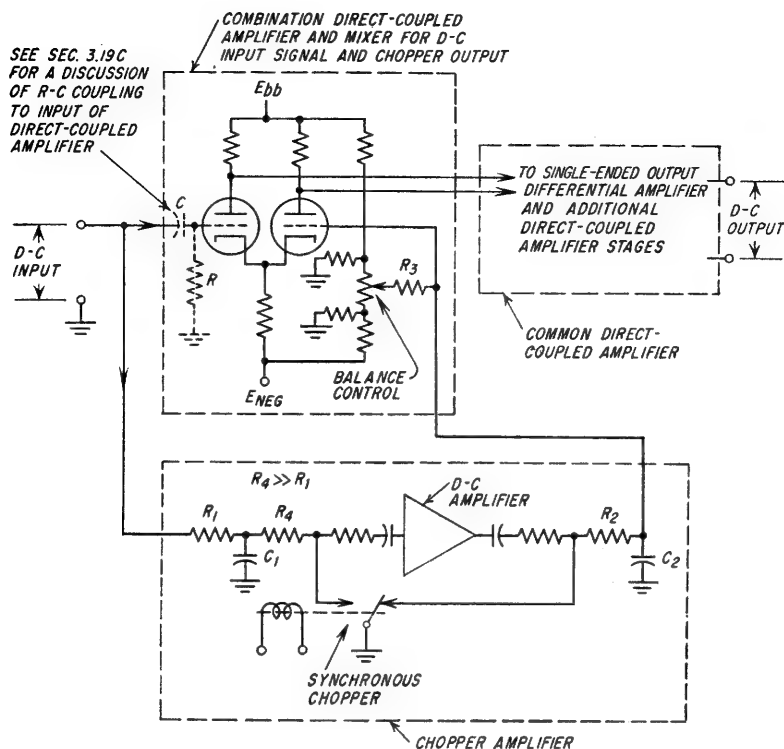 COMBINATION DIRECT-COUPLED
AMPLIFIER AND MIXER FOR D-C
INPUT SIGNAL AND CHOPPER OUTPUT
SEE SEC. 3.19C
FOR A DISCUSSION
OF R-C COUPLING
TO INPUT OF
DIRECT-COUPLED
AMPLIFIER
Ebb
C
R
D-C
INPUT
R3
BALANCE
CONTROL
ENEG
TO SINGLE-ENDED OUTPUT
DIFFERENTIAL AMPLIFIER
AND ADDITIONAL
DIRECT-COUPLED
AMPLIFIER STAGES
D-C
OUTPUT
COMMON DIRECT-
COUPLED AMPLIFIER
R4 >> R1
D-C
AMPLIFIER
R1
R4
R2
C1
C2
SYNCHRONOUS
CHOPPER
CHOPPER AMPLIFIER